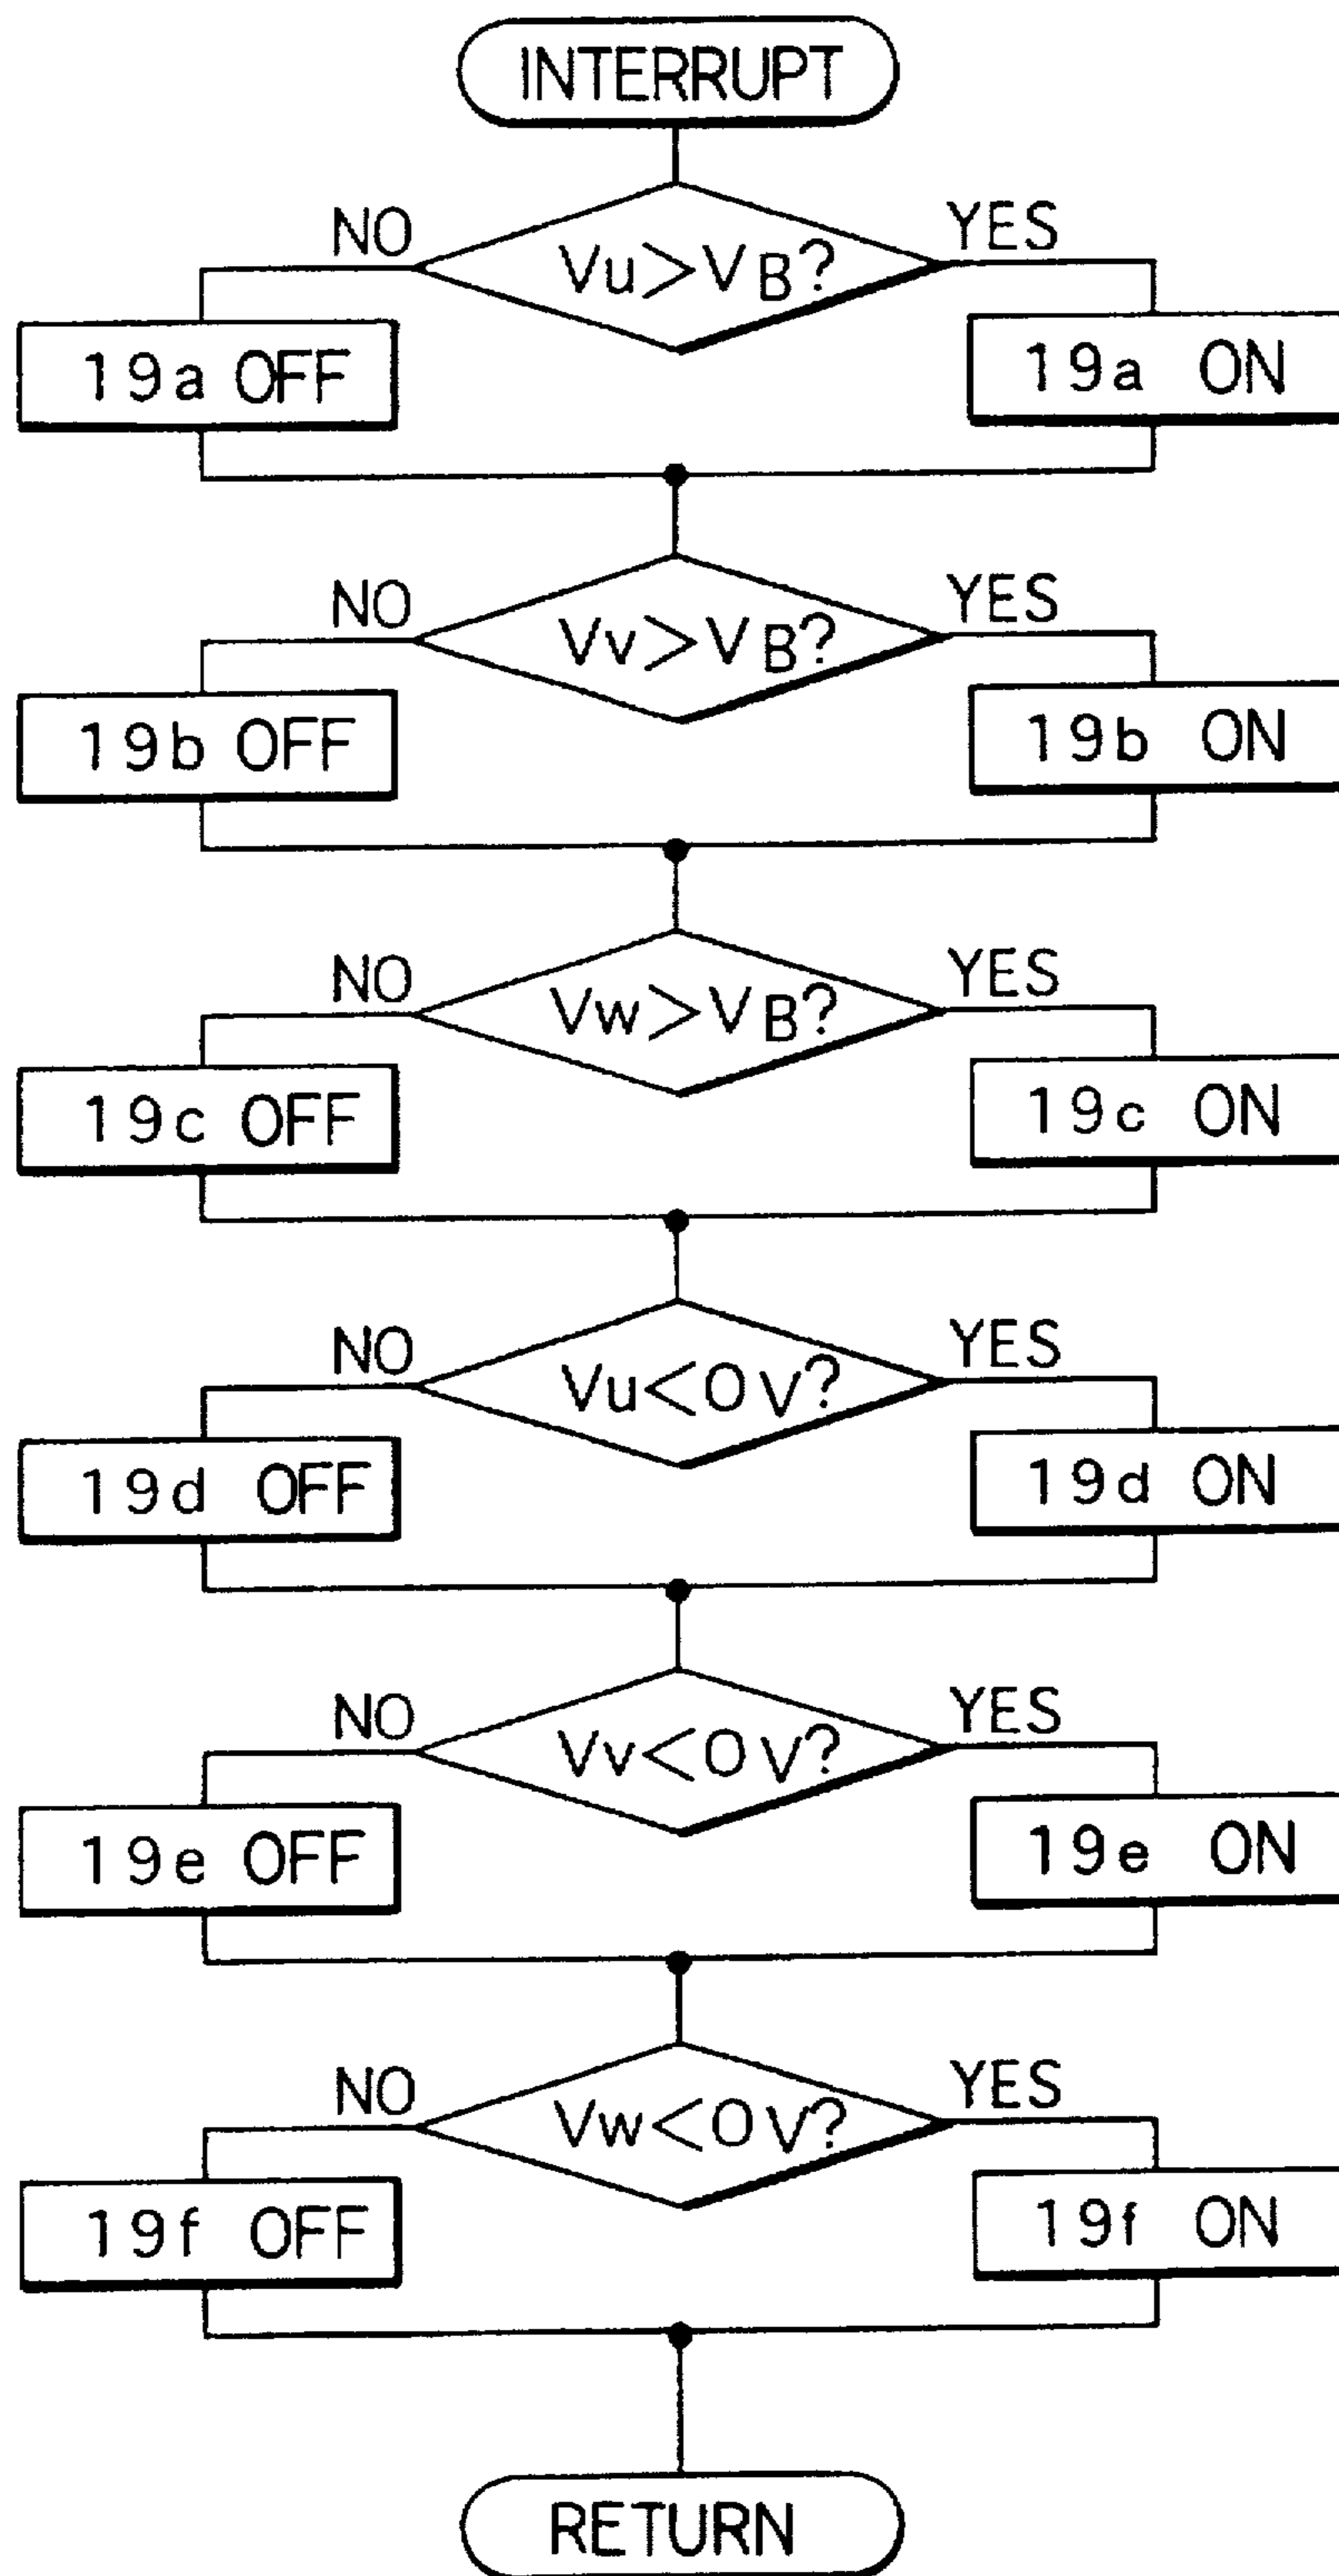 INTERRUPT
NO
YES
Vu>VB?
19a OFF
19a ON
NO
YES
Vv>VB?
19b OFF
19b ON
NO
YES
Vw>VB?
19c OFF
19c ON
NO
YES
Vu<0V?
19d OFF
19d ON
NO
YES
Vv<0V?
19e OFF
19e ON
NO
YES
Vw<0V?
19f OFF
19f ON
RETURN